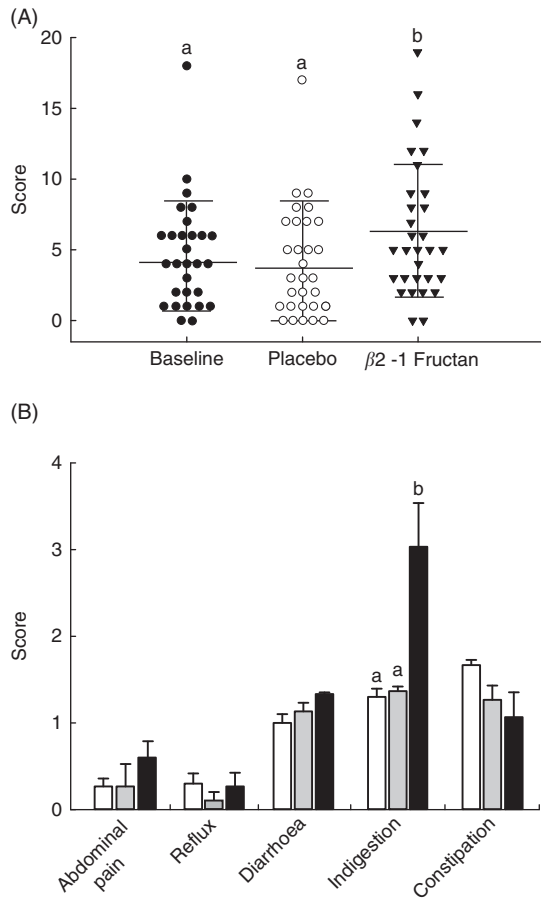 (A)
20
15
10
5
0
Score
a
a
b
Baseline
Placebo
β2 -1 Fructan
(B)
4
3
2
1
0
Score
a
a
b
Abdominal
pain
Reflux
Diarrhoea
Indigestion
Constipation